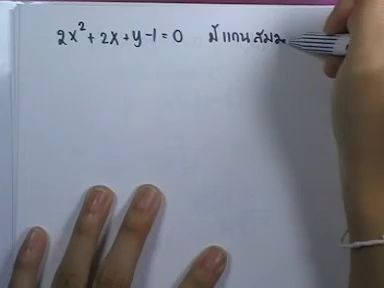 2x² + 2x + y - 1 = 0 มีแกนสมม